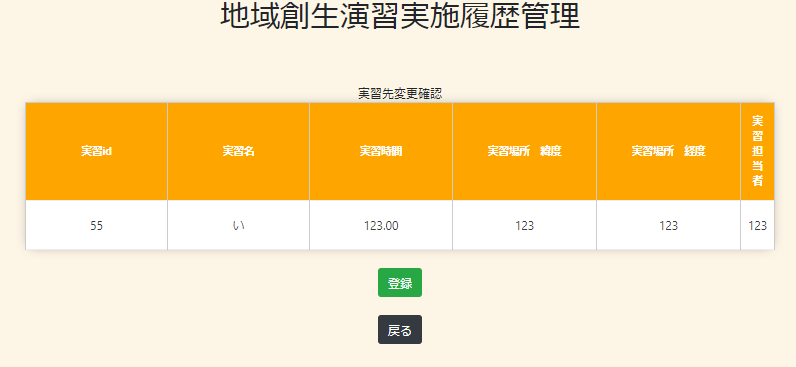 地域創生演習実施履歴管理
実習先変更確認
実習id 実習名 実習時間 実習場所　緯度 実習場所　経度 実習担当者
55 い 123.00 123 123 123
登録
戻る